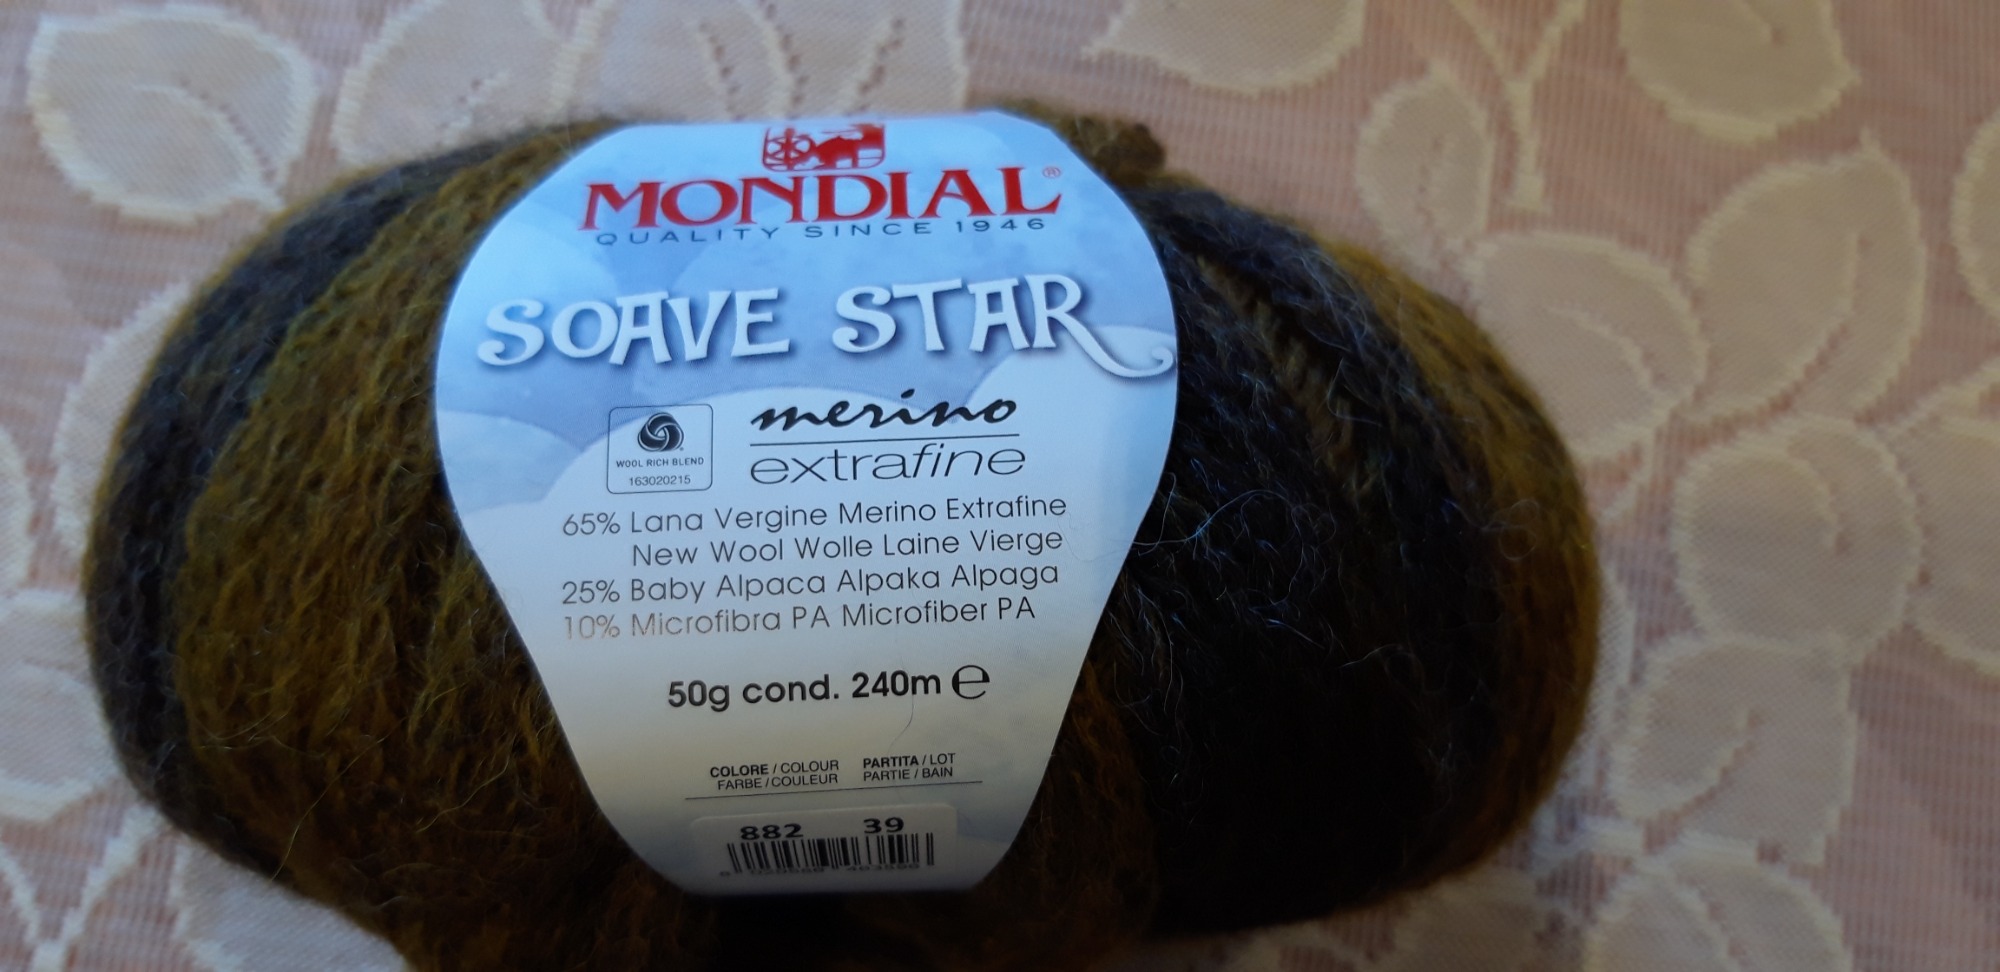 MONDIAL®
QUALITY SINCE 1946
SOAVE STAR
merino
extrafine
WOOL RICH BLEND
163020215
65% Lana Vergine Merino Extrafine
New Wool Wolle Laine Vierge
25% Baby Alpaca Alpaka Alpaga
10% Microfibra PA Microfiber PA
50g cond. 240m ℮
COLORE / COLOUR
FARBE / COULEUR
PARTITA / LOT
PARTIE / BAIN
882 39